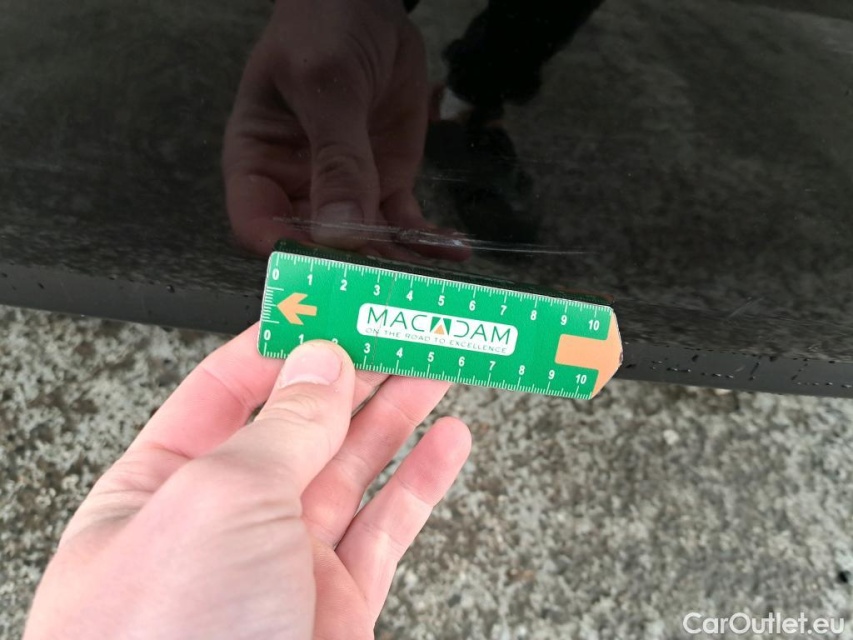 0 1 2 3 4 5 6 7 8 9 10
MACADAM
ON THE ROAD TO EXCELLENCE
0 1 2 3 4 5 6 7 8 9 10
CarOutlet.eu